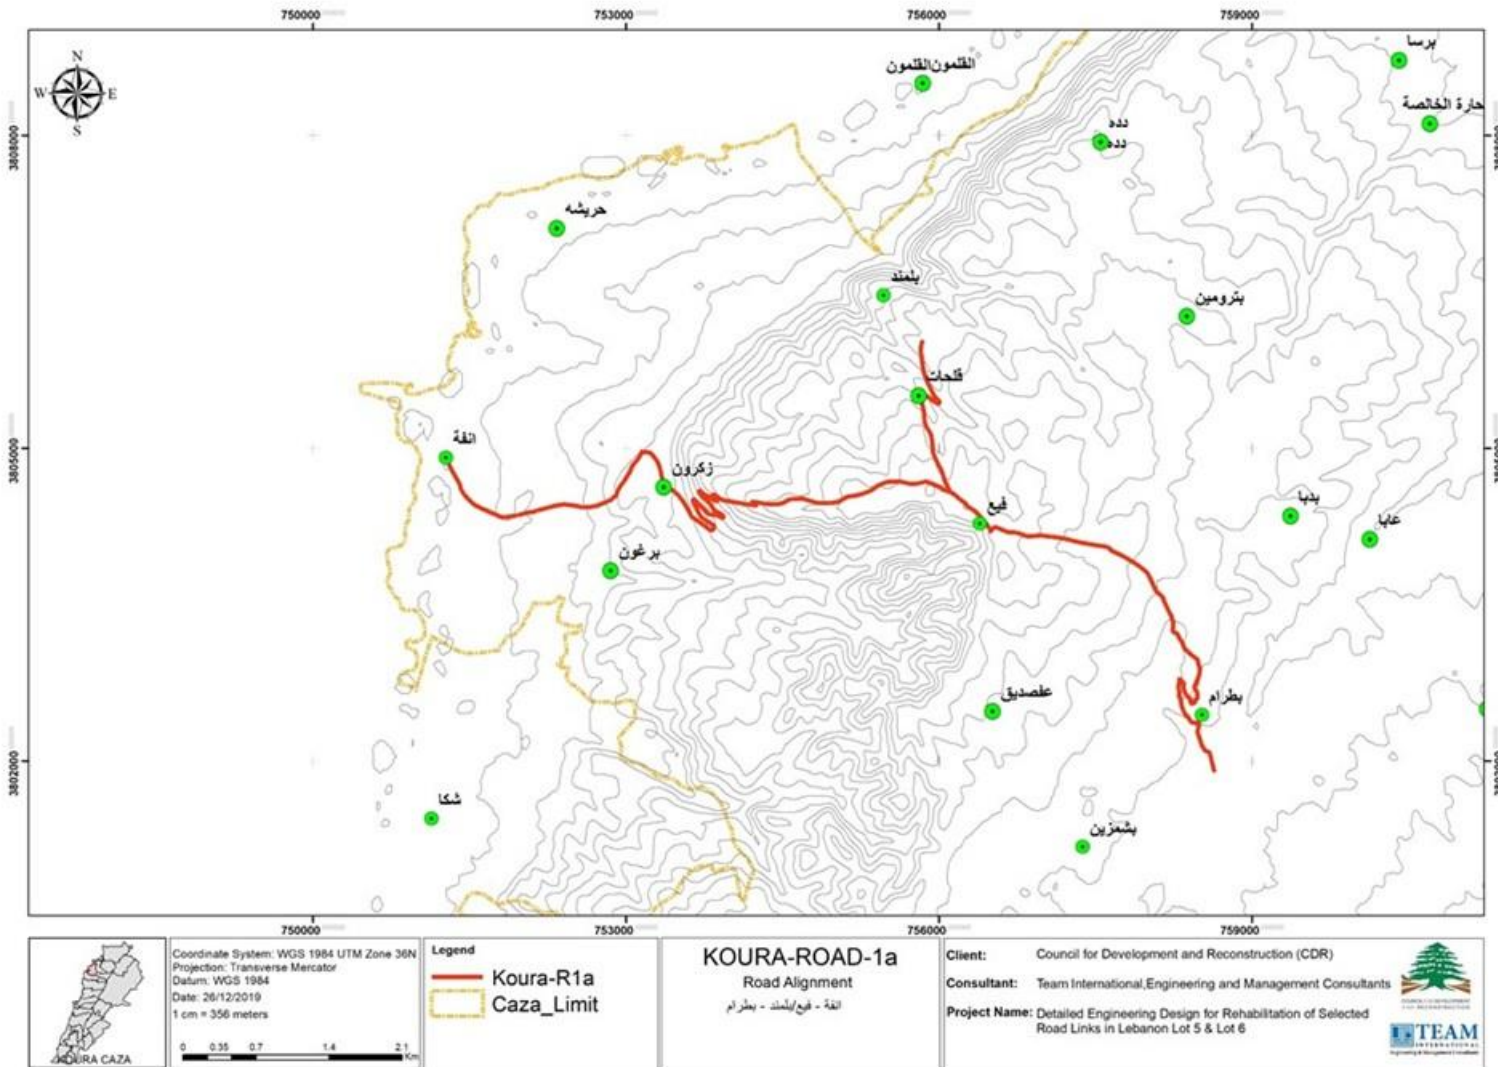 750000
753000
756000
759000
برسا
القلمون القلمون
حارة الخالصة
دده
دده
3808000
N
W E
S
حريشه
بلمند
بترومين
قلحات
انفة
3805000
زكرون
فيع
بدبا
عابا
برغون
عفصديق
بطرام
3802000
شكا
بشمزين
750000
753000
756000
759000
KOURA CAZA
Coordinate System: WGS 1984 UTM Zone 36N
Projection: Transverse Mercator
Datum: WGS 1984
Date: 26/12/2019
1 cm = 356 meters
0 0.35 0.7 1.4 2.1
Km
Legend
Koura-R1a
Caza_Limit
KOURA-ROAD-1a
Road Alignment
انفة - فيع/بلمند - بطرام
Client: Council for Development and Reconstruction (CDR)
Consultant: Team International,Engineering and Management Consultants
Project Name: Detailed Engineering Design for Rehabilitation of Selected
Road Links in Lebanon Lot 5 & Lot 6
TEAM
INTERNATIONAL